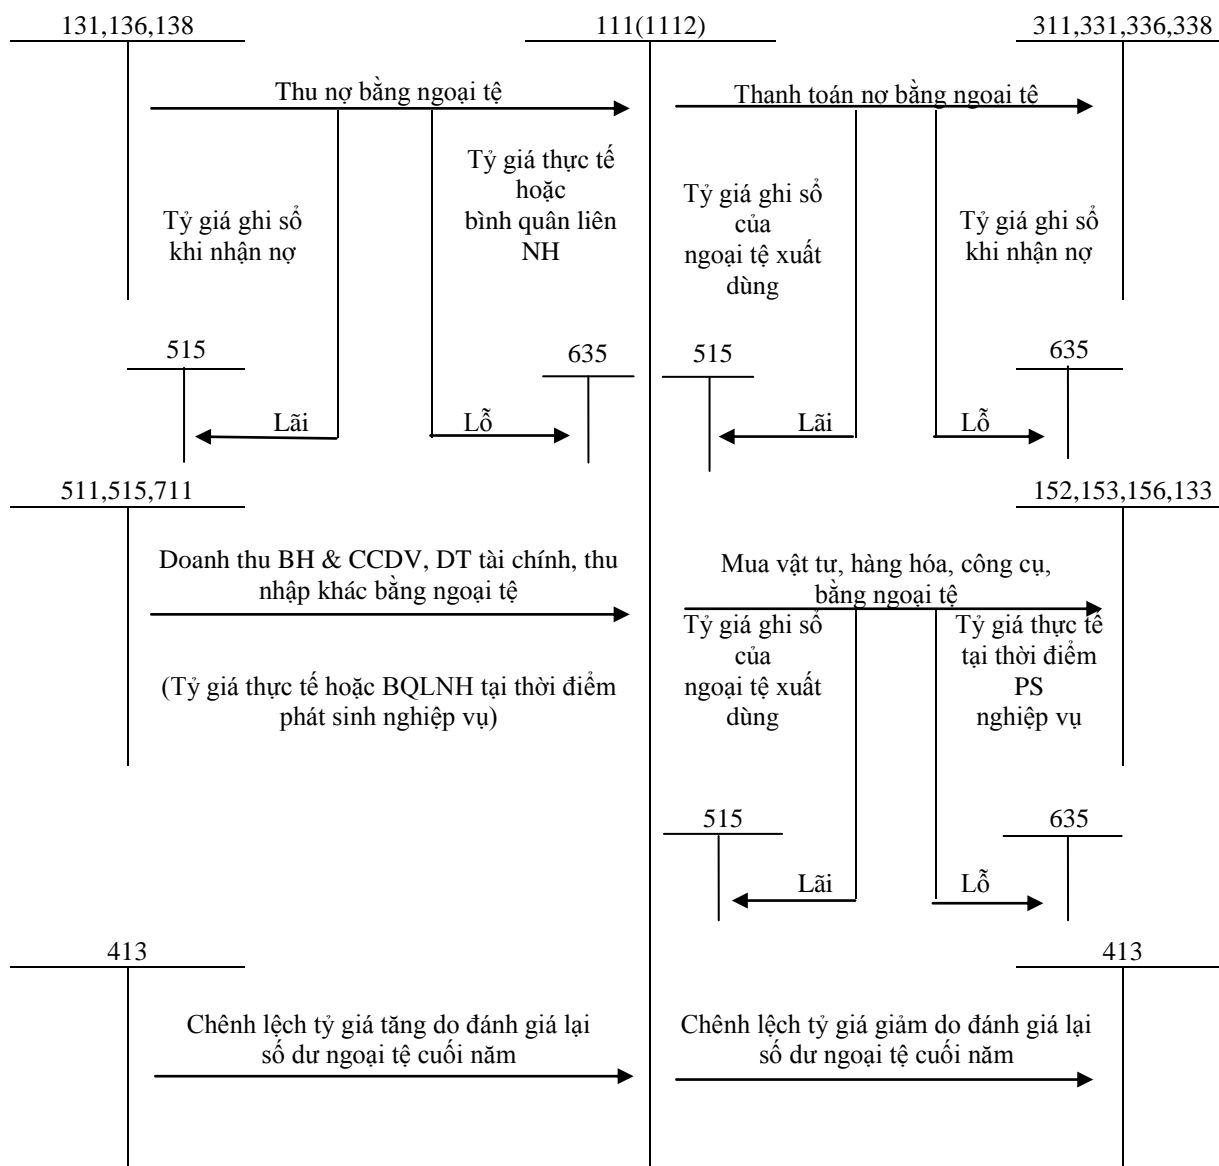 131,136,138
111(1112)
311,331,336,338
Thu nợ bằng ngoại tệ
Thanh toán nợ bằng ngoại tê
Tỷ giá ghi sổ
khi nhận nợ
Tỷ giá thực tế
hoặc
bình quân liên
NH
Tỷ giá ghi sổ
của
ngoại tệ xuất
dùng
Tỷ giá ghi sổ
khi nhận nợ
515
635
515
635
Lãi
Lỗ
Lãi
Lỗ
511,515,711
152,153,156,133
Doanh thu BH & CCDV, DT tài chính, thu
nhập khác bằng ngoại tệ
(Tỷ giá thực tế hoặc BQLNH tại thời điểm
phát sinh nghiệp vụ)
Mua vật tư, hàng hóa, công cụ,
bằng ngoại tệ
Tỷ giá ghi sổ
của
ngoại tệ xuất
dùng
Tỷ giá thực tế
tại thời điểm
PS
nghiệp vụ
515
635
Lãi
Lỗ
413
413
Chênh lệch tỷ giá tăng do đánh giá lại
số dư ngoại tệ cuối năm
Chênh lệch tỷ giá giảm do đánh giá lại
số dư ngoại tệ cuối năm